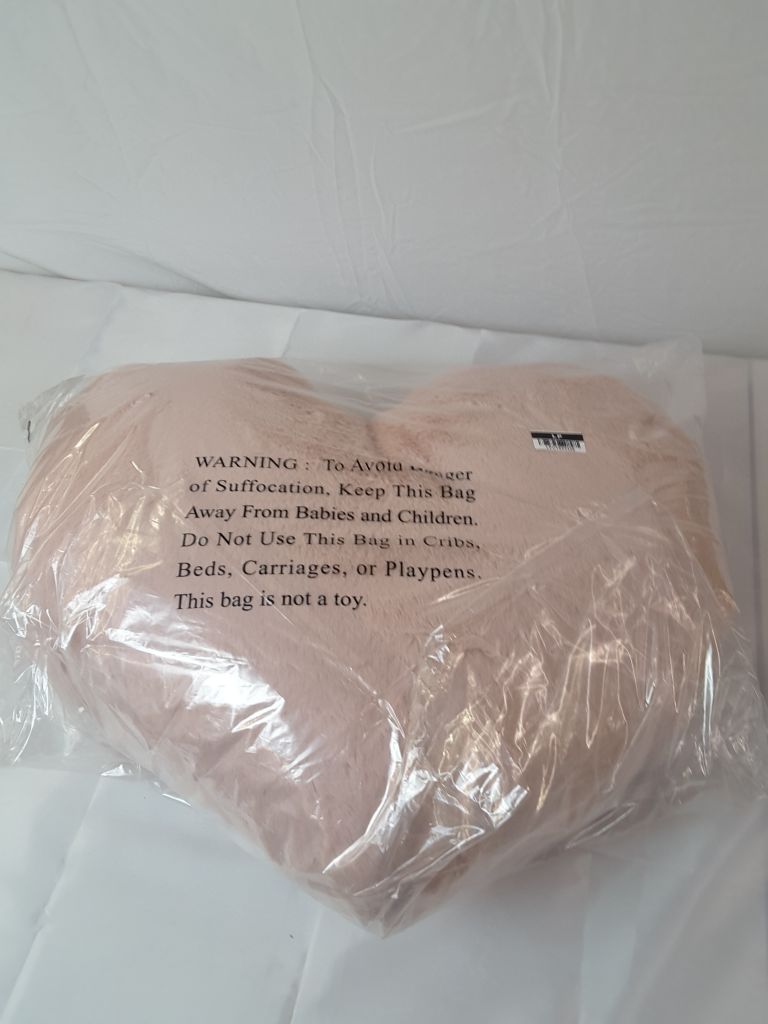 WARNING : To Avoid Danger
of Suffocation, Keep This Bag
Away From Babies and Children.
Do Not Use This Bag in Cribs,
Beds, Carriages, or Playpens.
This bag is not a toy.